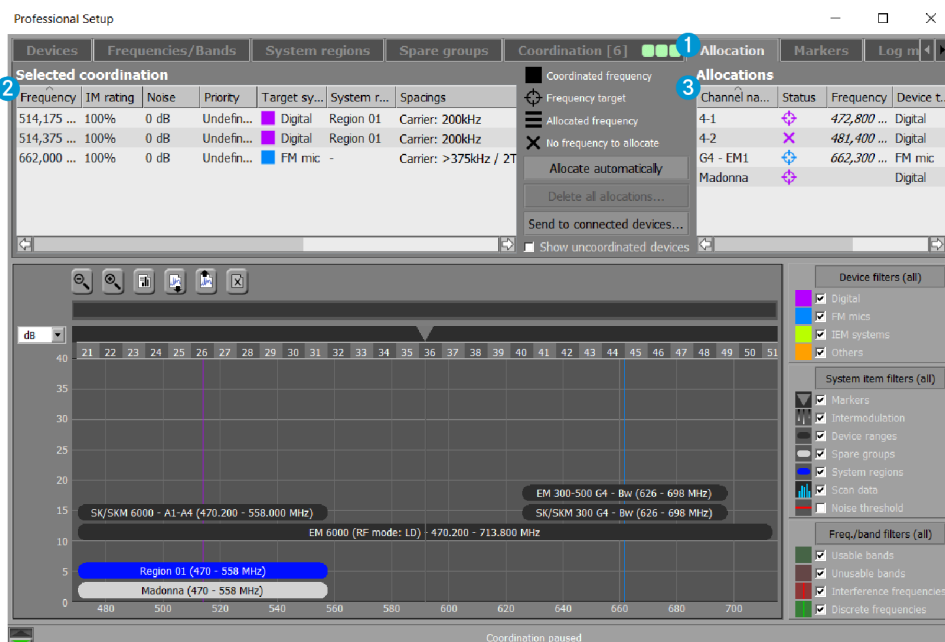 Professional Setup
Devices Frequencies/Bands System regions Spare groups Coordination [6] 1 Allocation Markers Log m
Selected coordination
2
Frequency IM rating Noise Priority Target sy... System r... Spacings
514,175 ... 100% 0 dB Undefin... Digital Region 01 Carrier: 200kHz
514,375 ... 100% 0 dB Undefin... Digital Region 01 Carrier: 200kHz
662,000 ... 100% 0 dB Undefin... FM mic - Carrier: >375kHz / 2T
Coordinated frequency
Frequency target
Allocated frequency
No frequency to allocate
Allocate automatically
Delete all allocations...
Send to connected devices...
Show uncoordinated devices
Allocations
3
Channel na... Status Frequency Device t...
4-1 472,800 ... Digital
4-2 481,400 ... Digital
G4 - EM1 662,300 ... FM mic
Madonna Digital
dB
21 22 23 24 25 26 27 28 29 30 31 32 33 34 35 36 37 38 39 40 41 42 43 44 45 46 47 48 49 50 51
40
35
30
25
20
EM 300-500 G4 - Bw (626 - 698 MHz)
15
SK/SKM 6000 - A1-A4 (470.200 - 558.000 MHz) SK/SKM 300 G4 - Bw (626 - 698 MHz)
EM 6000 (RF mode: LD) - 470.200 - 713.800 MHz
10
5
Region 01 (470 - 558 MHz)
Madonna (470 - 558 MHz)
0
480 500 520 540 560 580 600 620 640 660 680 700
Device filters (all)
Digital
FM mics
IEM systems
Others
System item filters (all)
Markers
Intermodulation
Device ranges
Spare groups
System regions
Scan data
Noise threshold
Freq./band filters (all)
Usable bands
Unusable bands
Interference frequencies
Discrete frequencies
Coordination paused